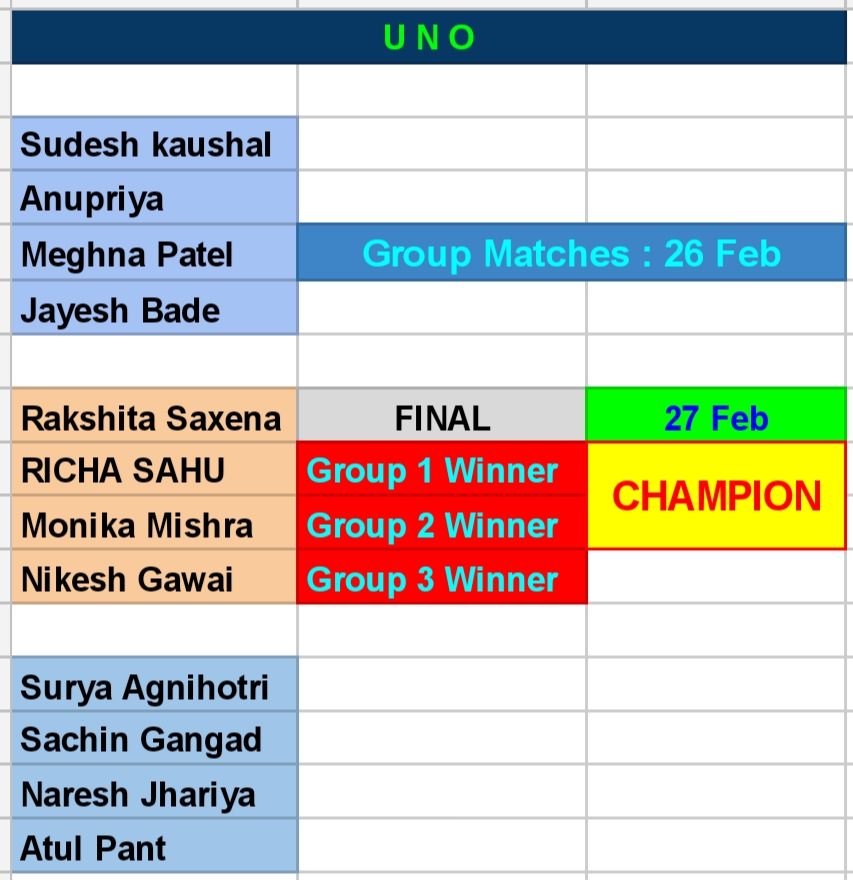 U N O
Sudesh kaushal
Anupriya
Meghna Patel Group Matches : 26 Feb
Jayesh Bade
Rakshita Saxena FINAL 27 Feb
RICHA SAHU Group 1 Winner CHAMPION
Monika Mishra Group 2 Winner
Nikesh Gawai Group 3 Winner
Surya Agnihotri
Sachin Gangad
Naresh Jhariya
Atul Pant